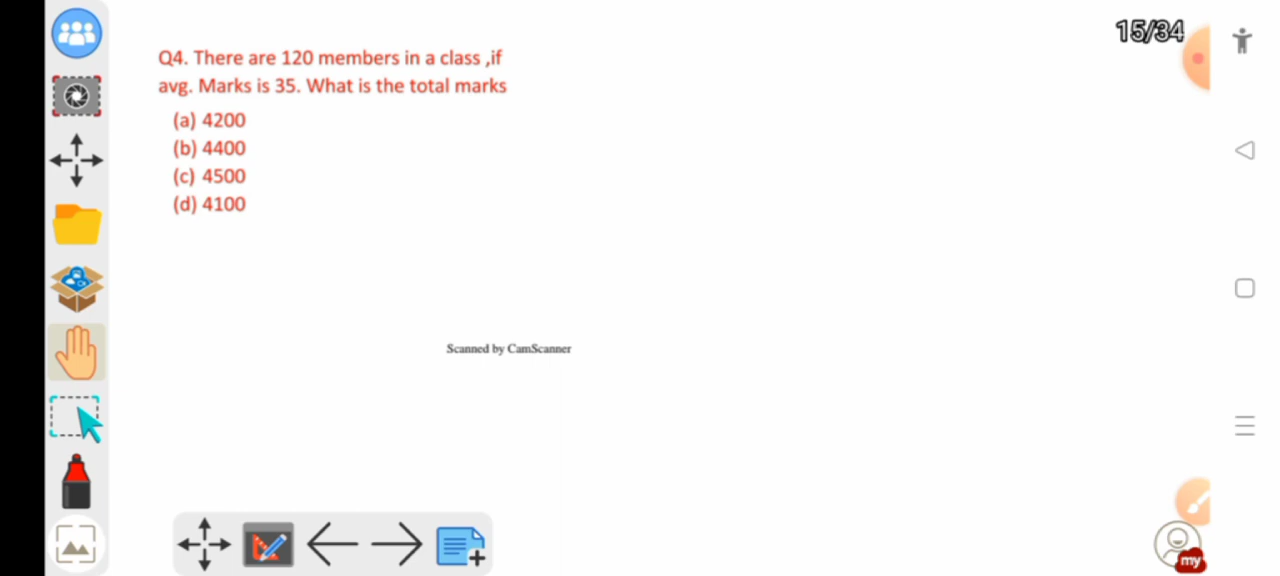 15/34
Q4. There are 120 members in a class ,if
avg. Marks is 35. What is the total marks
(a) 4200
(b) 4400
(c) 4500
(d) 4100
Scanned by CamScanner
my